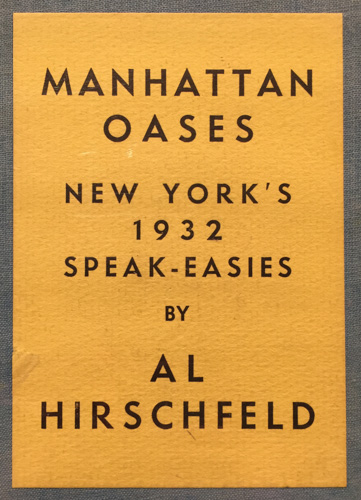 MANHATTAN
OASES
NEW YORK'S
1932
SPEAK-EASIES
BY
AL
HIRSCHFELD